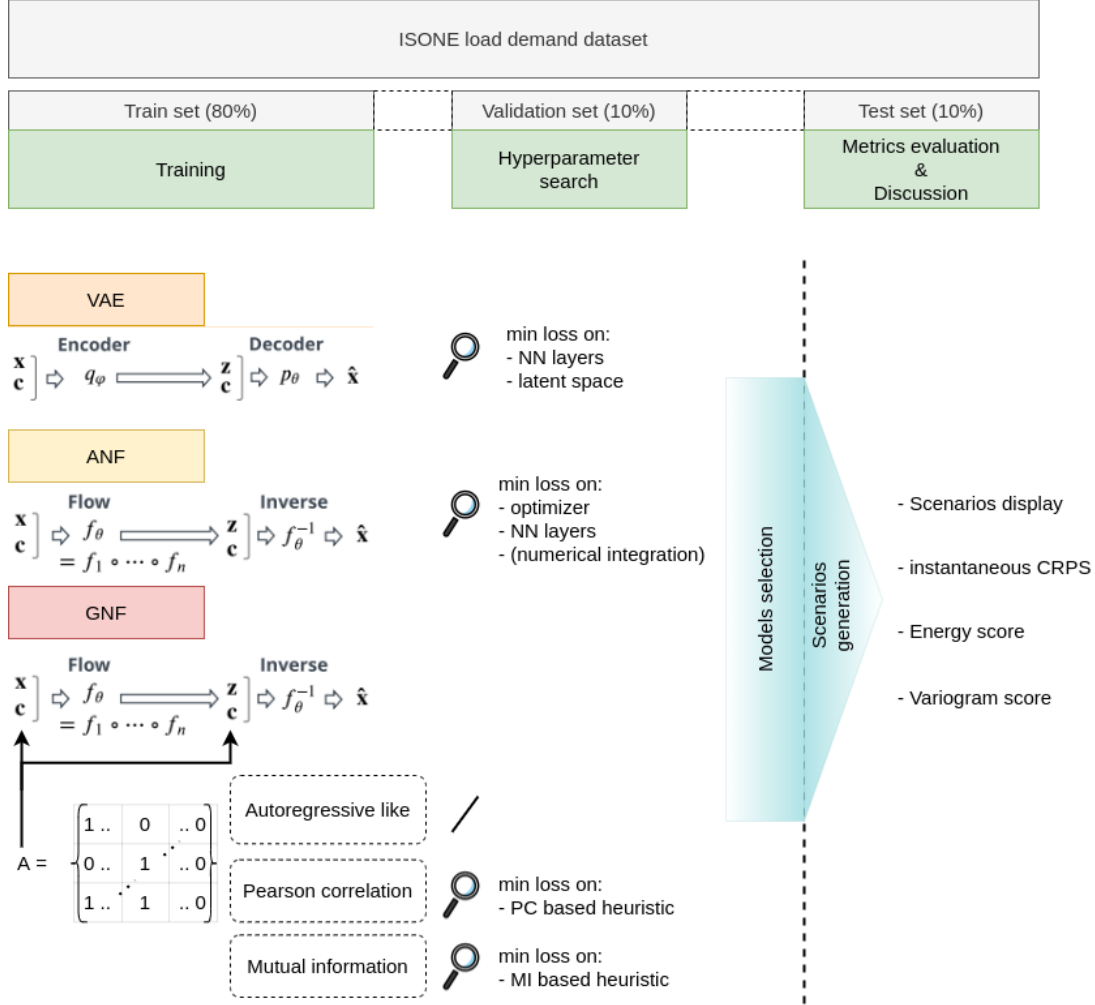 ISONE load demand dataset
Train set (80%)
Validation set (10%)
Test set (10%)
Training
Hyperparameter
search
Metrics evaluation
&
Discussion
VAE
Encoder
Decoder
x
c
qφ
z
c
pθ
x̂
min loss on:
- NN layers
- latent space
ANF
Flow
Inverse
x
c
fθ
= f1 ∘ ⋯ ∘ fn
z
c
fθ⁻¹
x̂
min loss on:
- optimizer
- NN layers
- (numerical integration)
GNF
Flow
Inverse
x
c
fθ
= f1 ∘ ⋯ ∘ fn
z
c
fθ⁻¹
x̂
A =
1 .. 0 .. 0
0 .. 1 .. 0
1 .. 1 .. 0
Autoregressive like
/
Pearson correlation
min loss on:
- PC based heuristic
Mutual information
min loss on:
- MI based heuristic
Models selection
Scenarios
generation
- Scenarios display
- instantaneous CRPS
- Energy score
- Variogram score